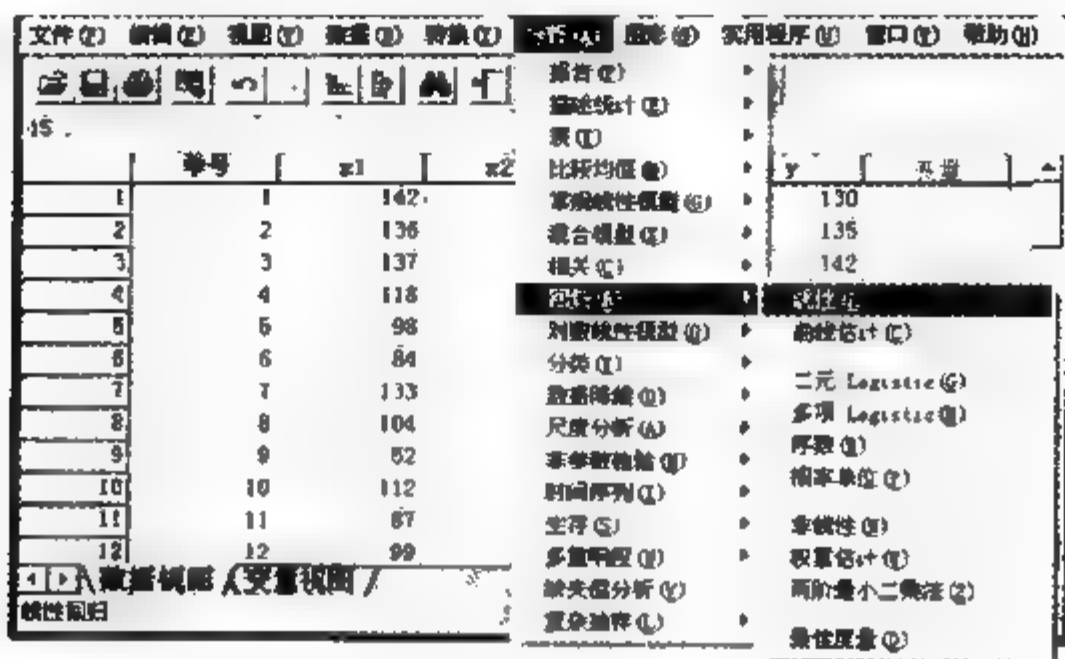 文件(F) 编辑(E) 视图(V) 数据(D) 转换(T) 分析(A) 图形(G) 实用程序(U) 窗口(W) 帮助(H)
报告(P)
描述统计(E)
表(T)
比较均值(M)
常规线性模型(G)
混合模型(X)
相关(C)
回归(R)
对数线性模型(O)
分类(Y)
数据降维(D)
尺度分析(A)
非参数检验(N)
时间序列(I)
生存(S)
多重响应(U)
缺失值分析(V)
复杂抽样(L)
线性(L)
曲线估计(C)
二元 Logistic(G)
多项 Logistic(M)
序数(D)
概率单位(P)
非线性(N)
权重估计(W)
两阶最小二乘法(2)
最佳度量(O)
15 .
单号 x1 x2 y 变量
1 1 142 130
2 2 136 135
3 3 137 142
4 4 118
5 5 98
6 6 84
7 7 133
8 8 104
9 9 52
10 10 112
11 11 87
12 12 99
数据视图 变量视图
线性回归